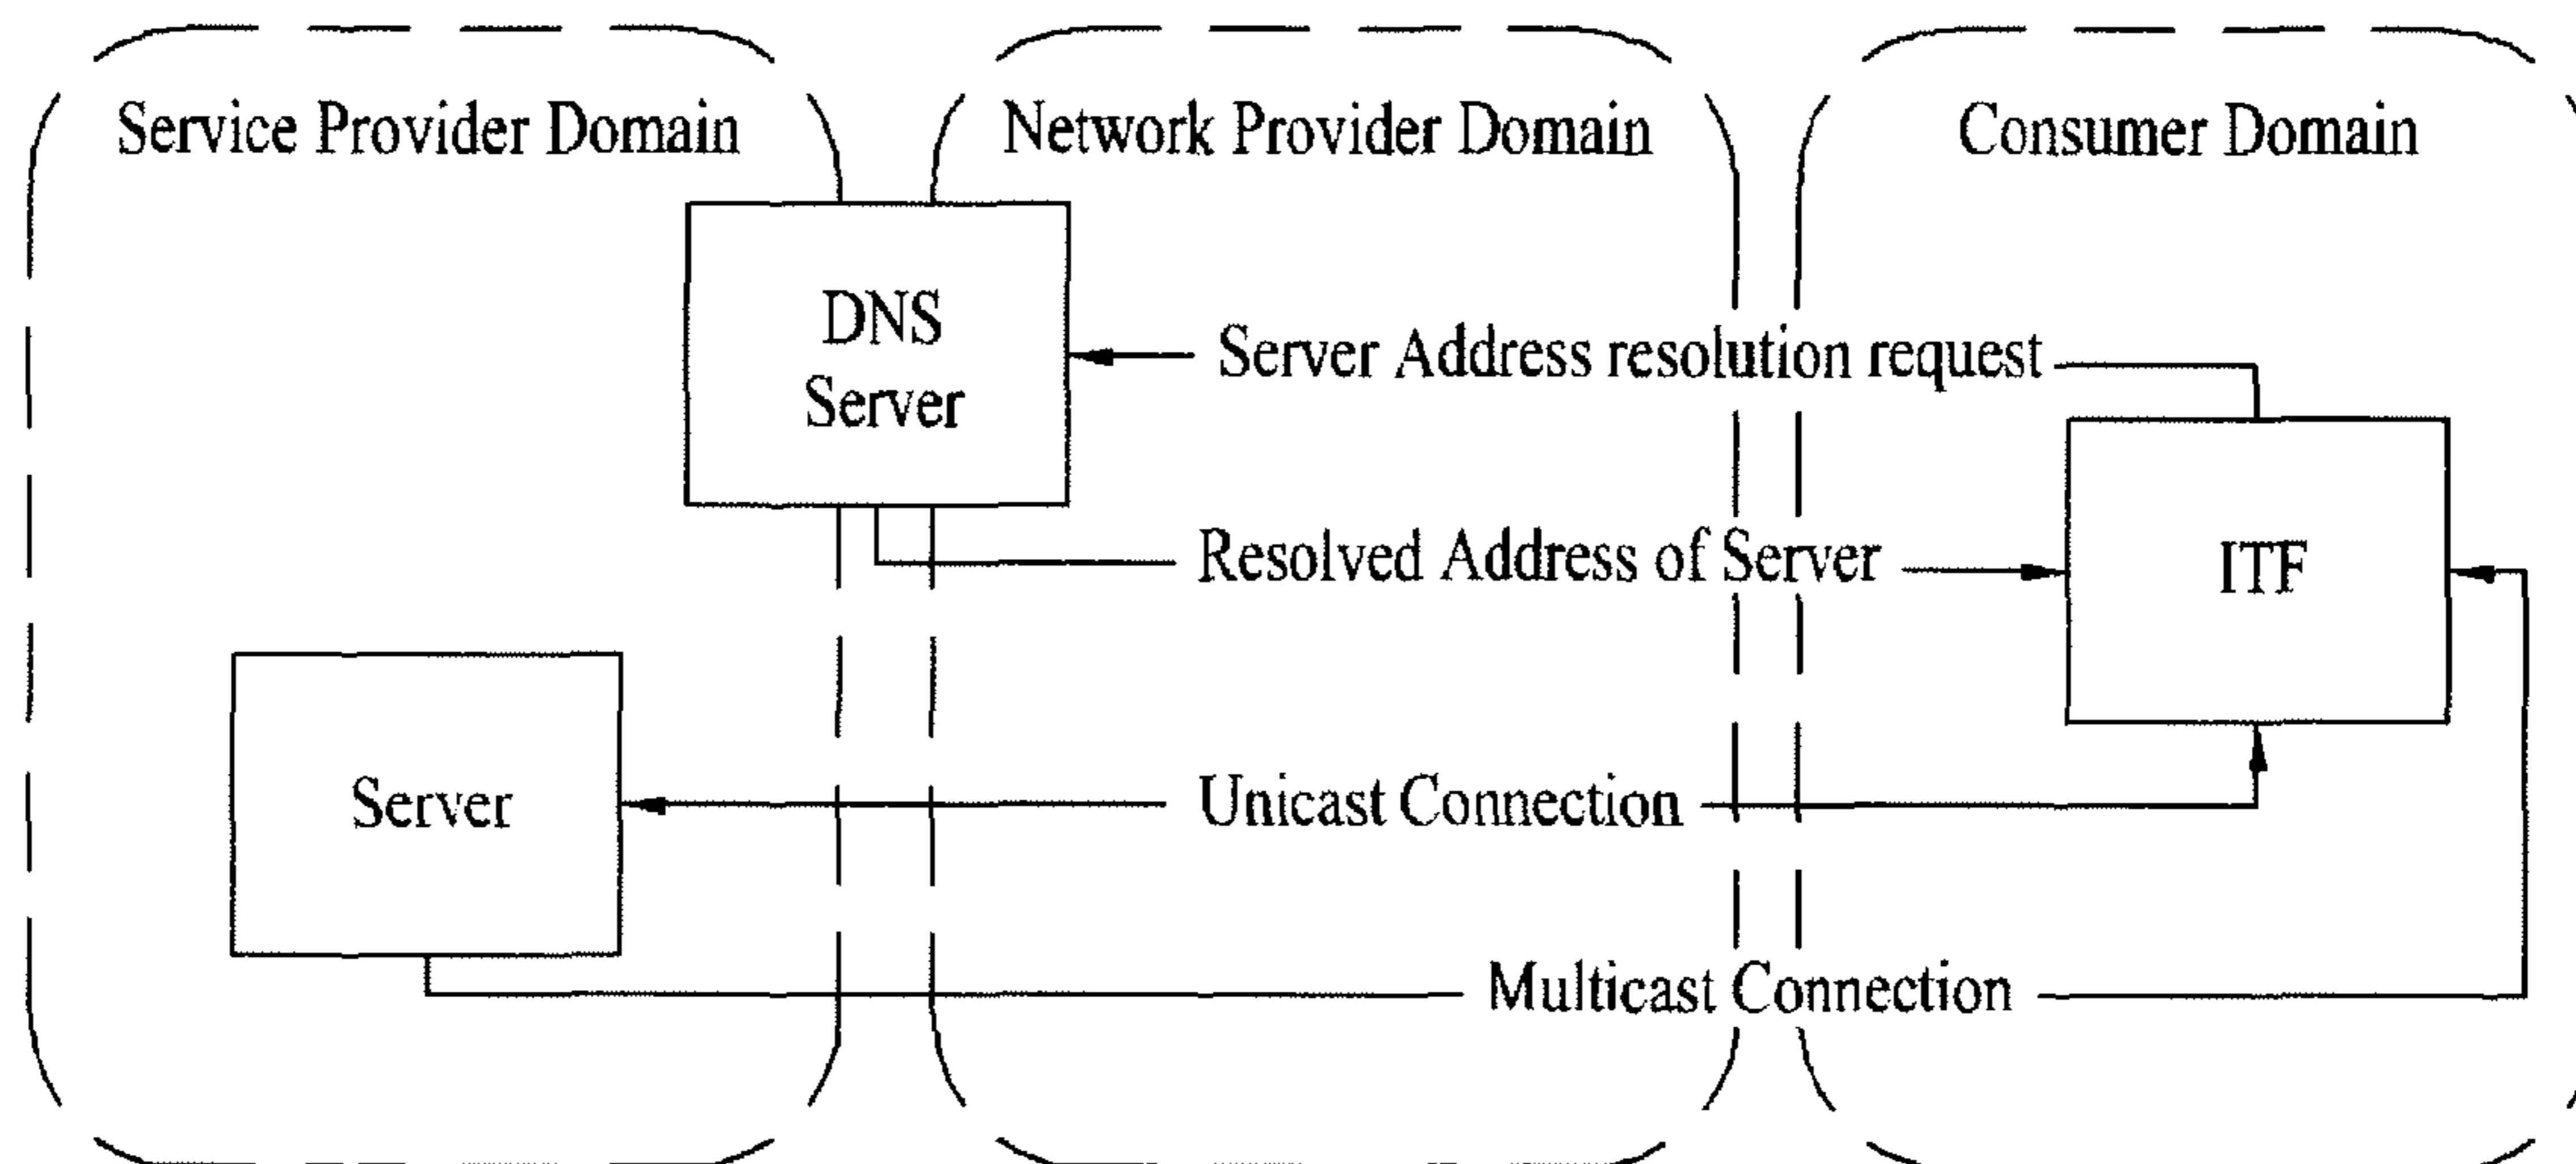 Service Provider Domain
Network Provider Domain
Consumer Domain
DNS
Server
Server Address resolution request
Resolved Address of Server
ITF
Server
Unicast Connection
Multicast Connection